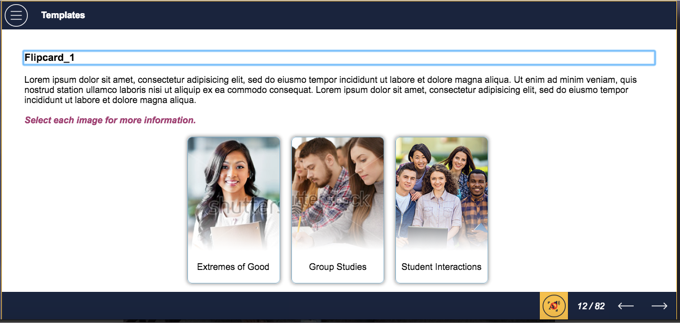 Templates
Flipcard_1
Lorem ipsum dolor sit amet, consectetur adipisicing elit, sed do eiusmo tempor incididunt ut labore et dolore magna aliqua. Ut enim ad minim veniam, quis
nostrud station ullamco laboris nisi ut aliquip ex ea commodo consequat. Lorem ipsum dolor sit amet, consectetur adipisicing elit, sed do eiusmo tempor
incididunt ut labore et dolore magna aliqua.
Select each image for more information.
Extremes of Good
Group Studies
Student Interactions
12 / 82